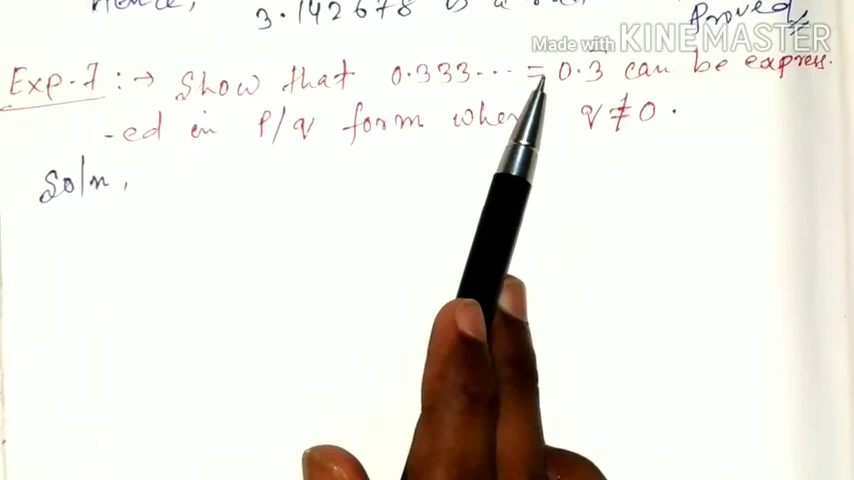 Hence, 3.142678 is a
Proved
Made with KINEMASTER
Exp-7 :→ Show that 0.333... = 0.3̅ can be express.
-ed in p/q form where q ≠ 0.
Soln,